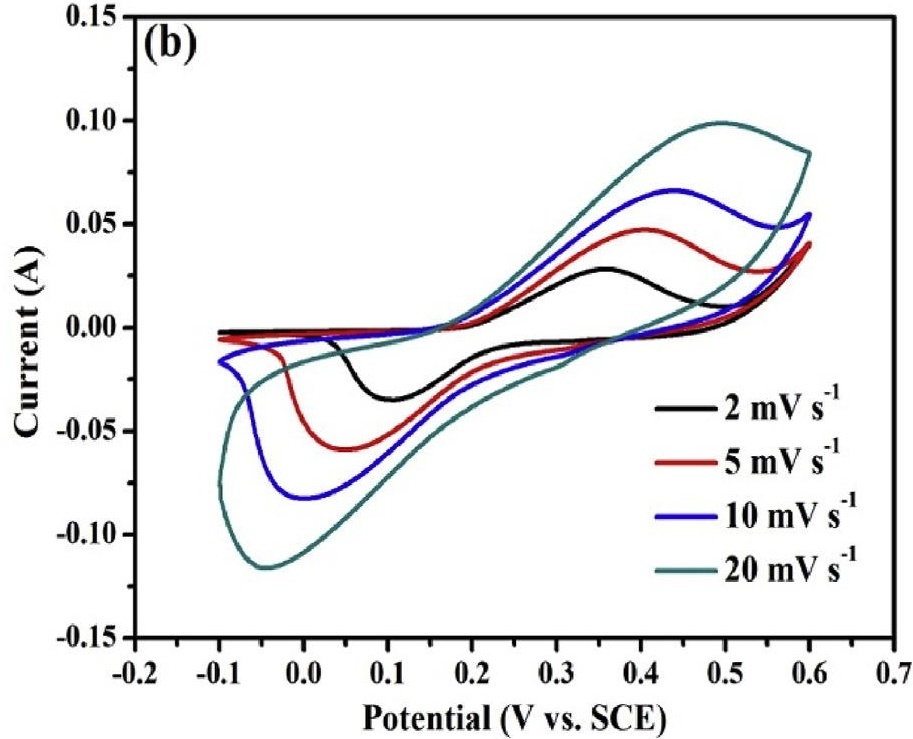 (b)
0.15
0.10
0.05
0.00
-0.05
-0.10
-0.15
Current (A)
2 mV s⁻¹
5 mV s⁻¹
10 mV s⁻¹
20 mV s⁻¹
-0.2 -0.1 0.0 0.1 0.2 0.3 0.4 0.5 0.6 0.7
Potential (V vs. SCE)